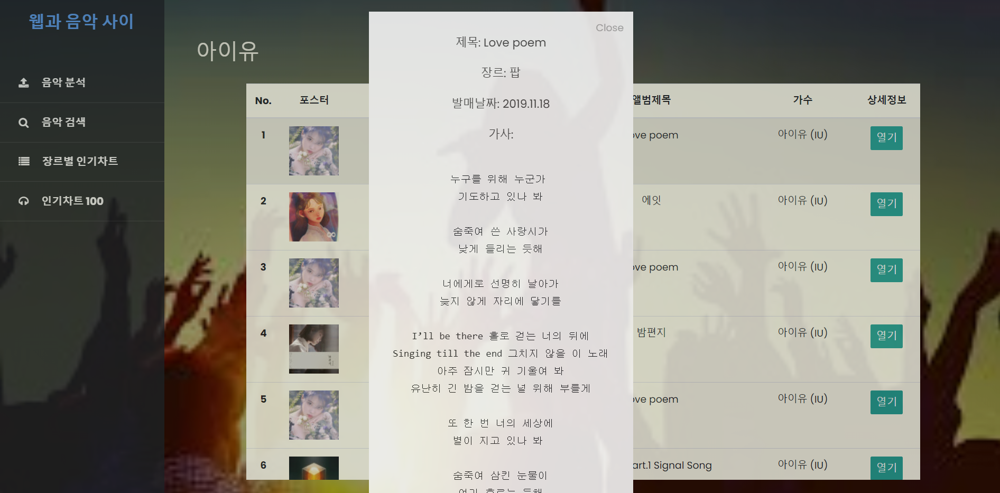 웹과 음악 사이
음악 분석
음악 검색
장르별 인기차트
인기차트 100
아이유
No. 포스터 앨범제목 가수 상세정보
1 poem 아이유 (IU) 열기
2 에잇 아이유 (IU) 열기
3 poem 아이유 (IU) 열기
4 밤편지 아이유 (IU) 열기
5 poem 아이유 (IU) 열기
6 Signal Song 아이유 (IU) 열기
Close
제목: Love poem
장르: 팝
발매날짜: 2019.11.18
가사:
누구를 위해 누군가
기도하고 있나 봐
숨죽여 쓴 사랑시가
낮게 들리는 듯해
너에게로 선명히 날아가
늦지 않게 자리에 닿기를
I’ll be there 홀로 걷는 너의 뒤에
Singing till the end 그치지 않을 이 노래
아주 잠시만 귀 기울여 봐
유난히 긴 밤을 걷는 널 위해 부를게
또 한 번 너의 세상에
별이 지고 있나 봐
숨죽여 삼킨 눈물이